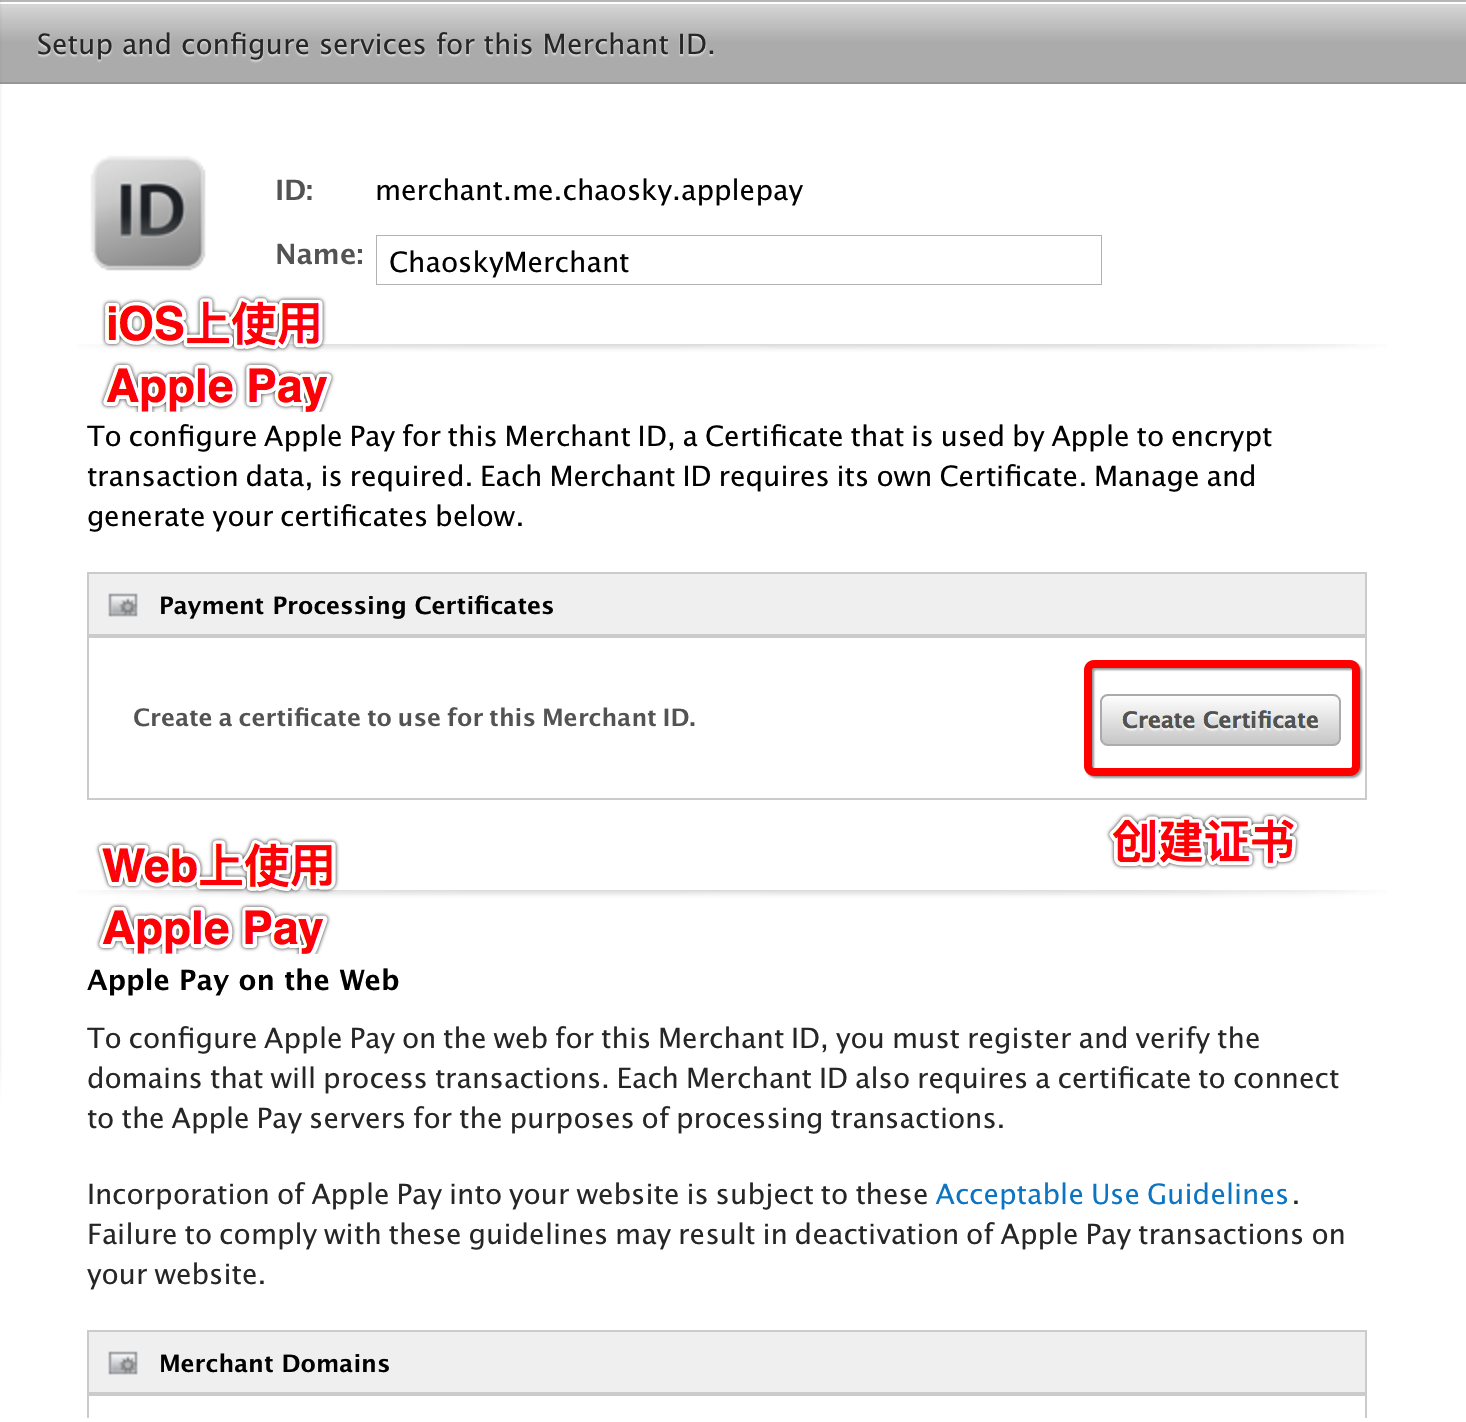 Setup and configure services for this Merchant ID.
ID
ID: merchant.me.chaosky.applepay
Name: ChaoskyMerchant
iOS上使用
Apple Pay
To configure Apple Pay for this Merchant ID, a Certificate that is used by Apple to encrypt
transaction data, is required. Each Merchant ID requires its own Certificate. Manage and
generate your certificates below.
Payment Processing Certificates
Create a certificate to use for this Merchant ID.
Create Certificate
创建证书
Web上使用
Apple Pay
Apple Pay on the Web
To configure Apple Pay on the web for this Merchant ID, you must register and verify the
domains that will process transactions. Each Merchant ID also requires a certificate to connect
to the Apple Pay servers for the purposes of processing transactions.
Incorporation of Apple Pay into your website is subject to these Acceptable Use Guidelines.
Failure to comply with these guidelines may result in deactivation of Apple Pay transactions on
your website.
Merchant Domains